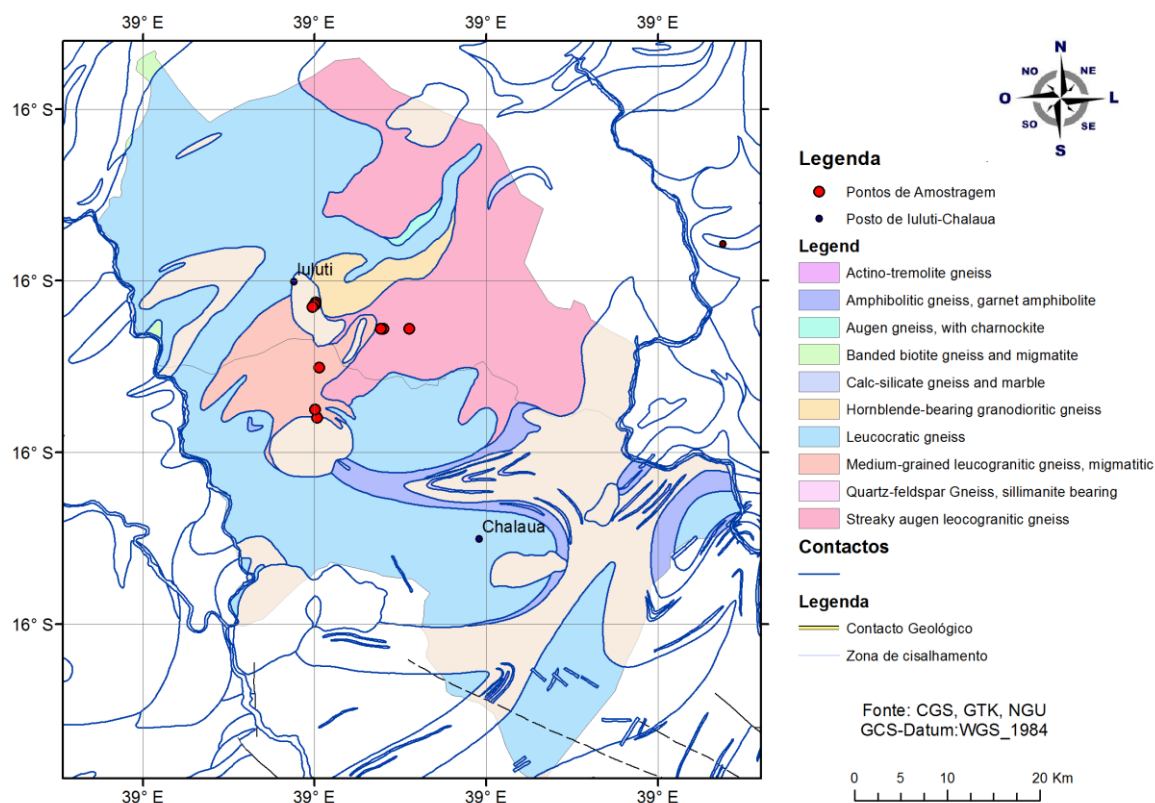 39° E 39° E 39° E 39° E
16° S 16° S
16° S 16° S
16° S 16° S
16° S 16° S
39° E 39° E 39° E 39° E
Iuluti
Chalaua
N
NO NE
O L
SO SE
S
Legenda
Pontos de Amostragem
Posto de Iuluti-Chalaua
Legend
Actino-tremolite gneiss
Amphibolitic gneiss, garnet amphibolite
Augen gneiss, with charnockite
Banded biotite gneiss and migmatite
Calc-silicate gneiss and marble
Hornblende-bearing granodioritic gneiss
Leucocratic gneiss
Medium-grained leucogranitic gneiss, migmatitic
Quartz-feldspar Gneiss, sillimanite bearing
Streaky augen leocogranitic gneiss
Contactos
Legenda
Contacto Geológico
Zona de cisalhamento
Fonte: CGS, GTK, NGU
GCS-Datum:WGS_1984
0 5 10 20 Km